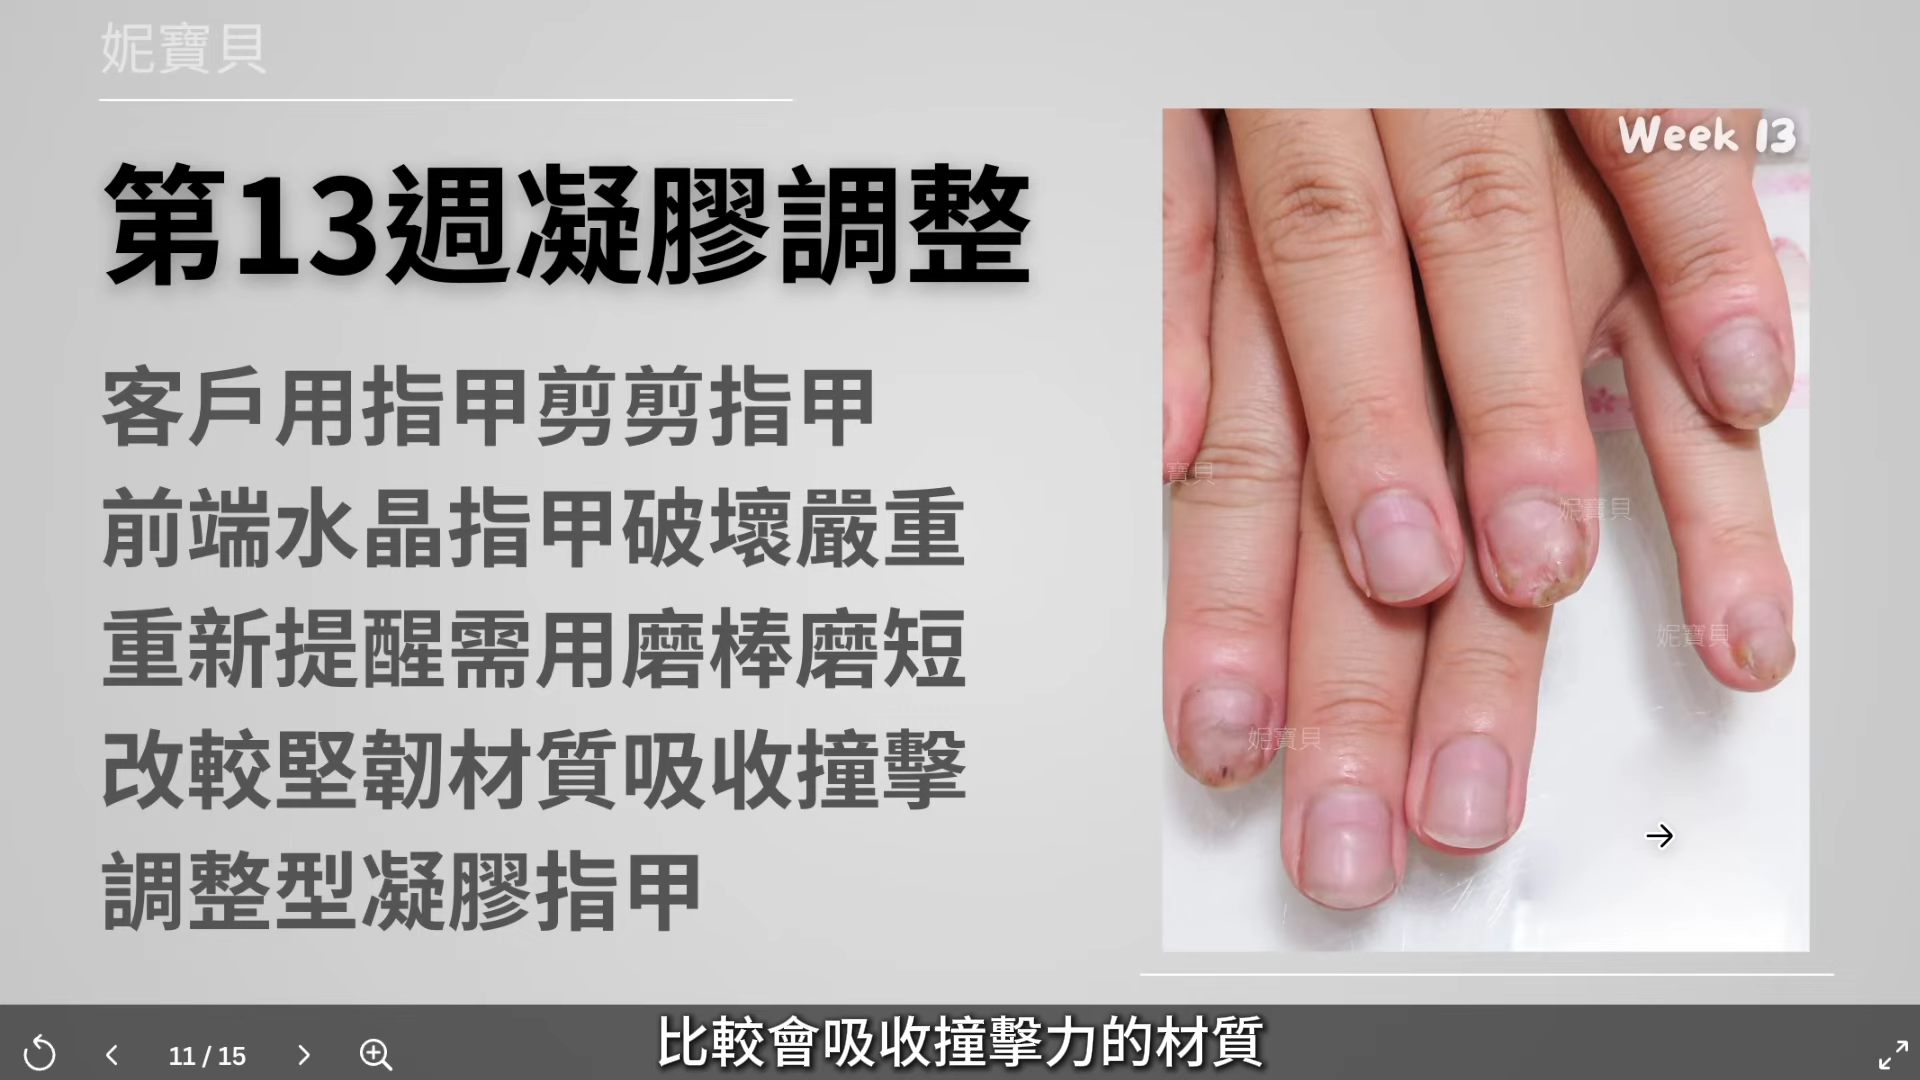 妮寶貝
第13週凝膠調整
客戶用指甲剪剪指甲
前端水晶指甲破壞嚴重
重新提醒需用磨棒磨短
改較堅韌材質吸收撞擊
調整型凝膠指甲
Week 13
寶貝
妮寶貝
妮寶貝
妮寶貝
比較會吸收撞擊力的材質
11 / 15